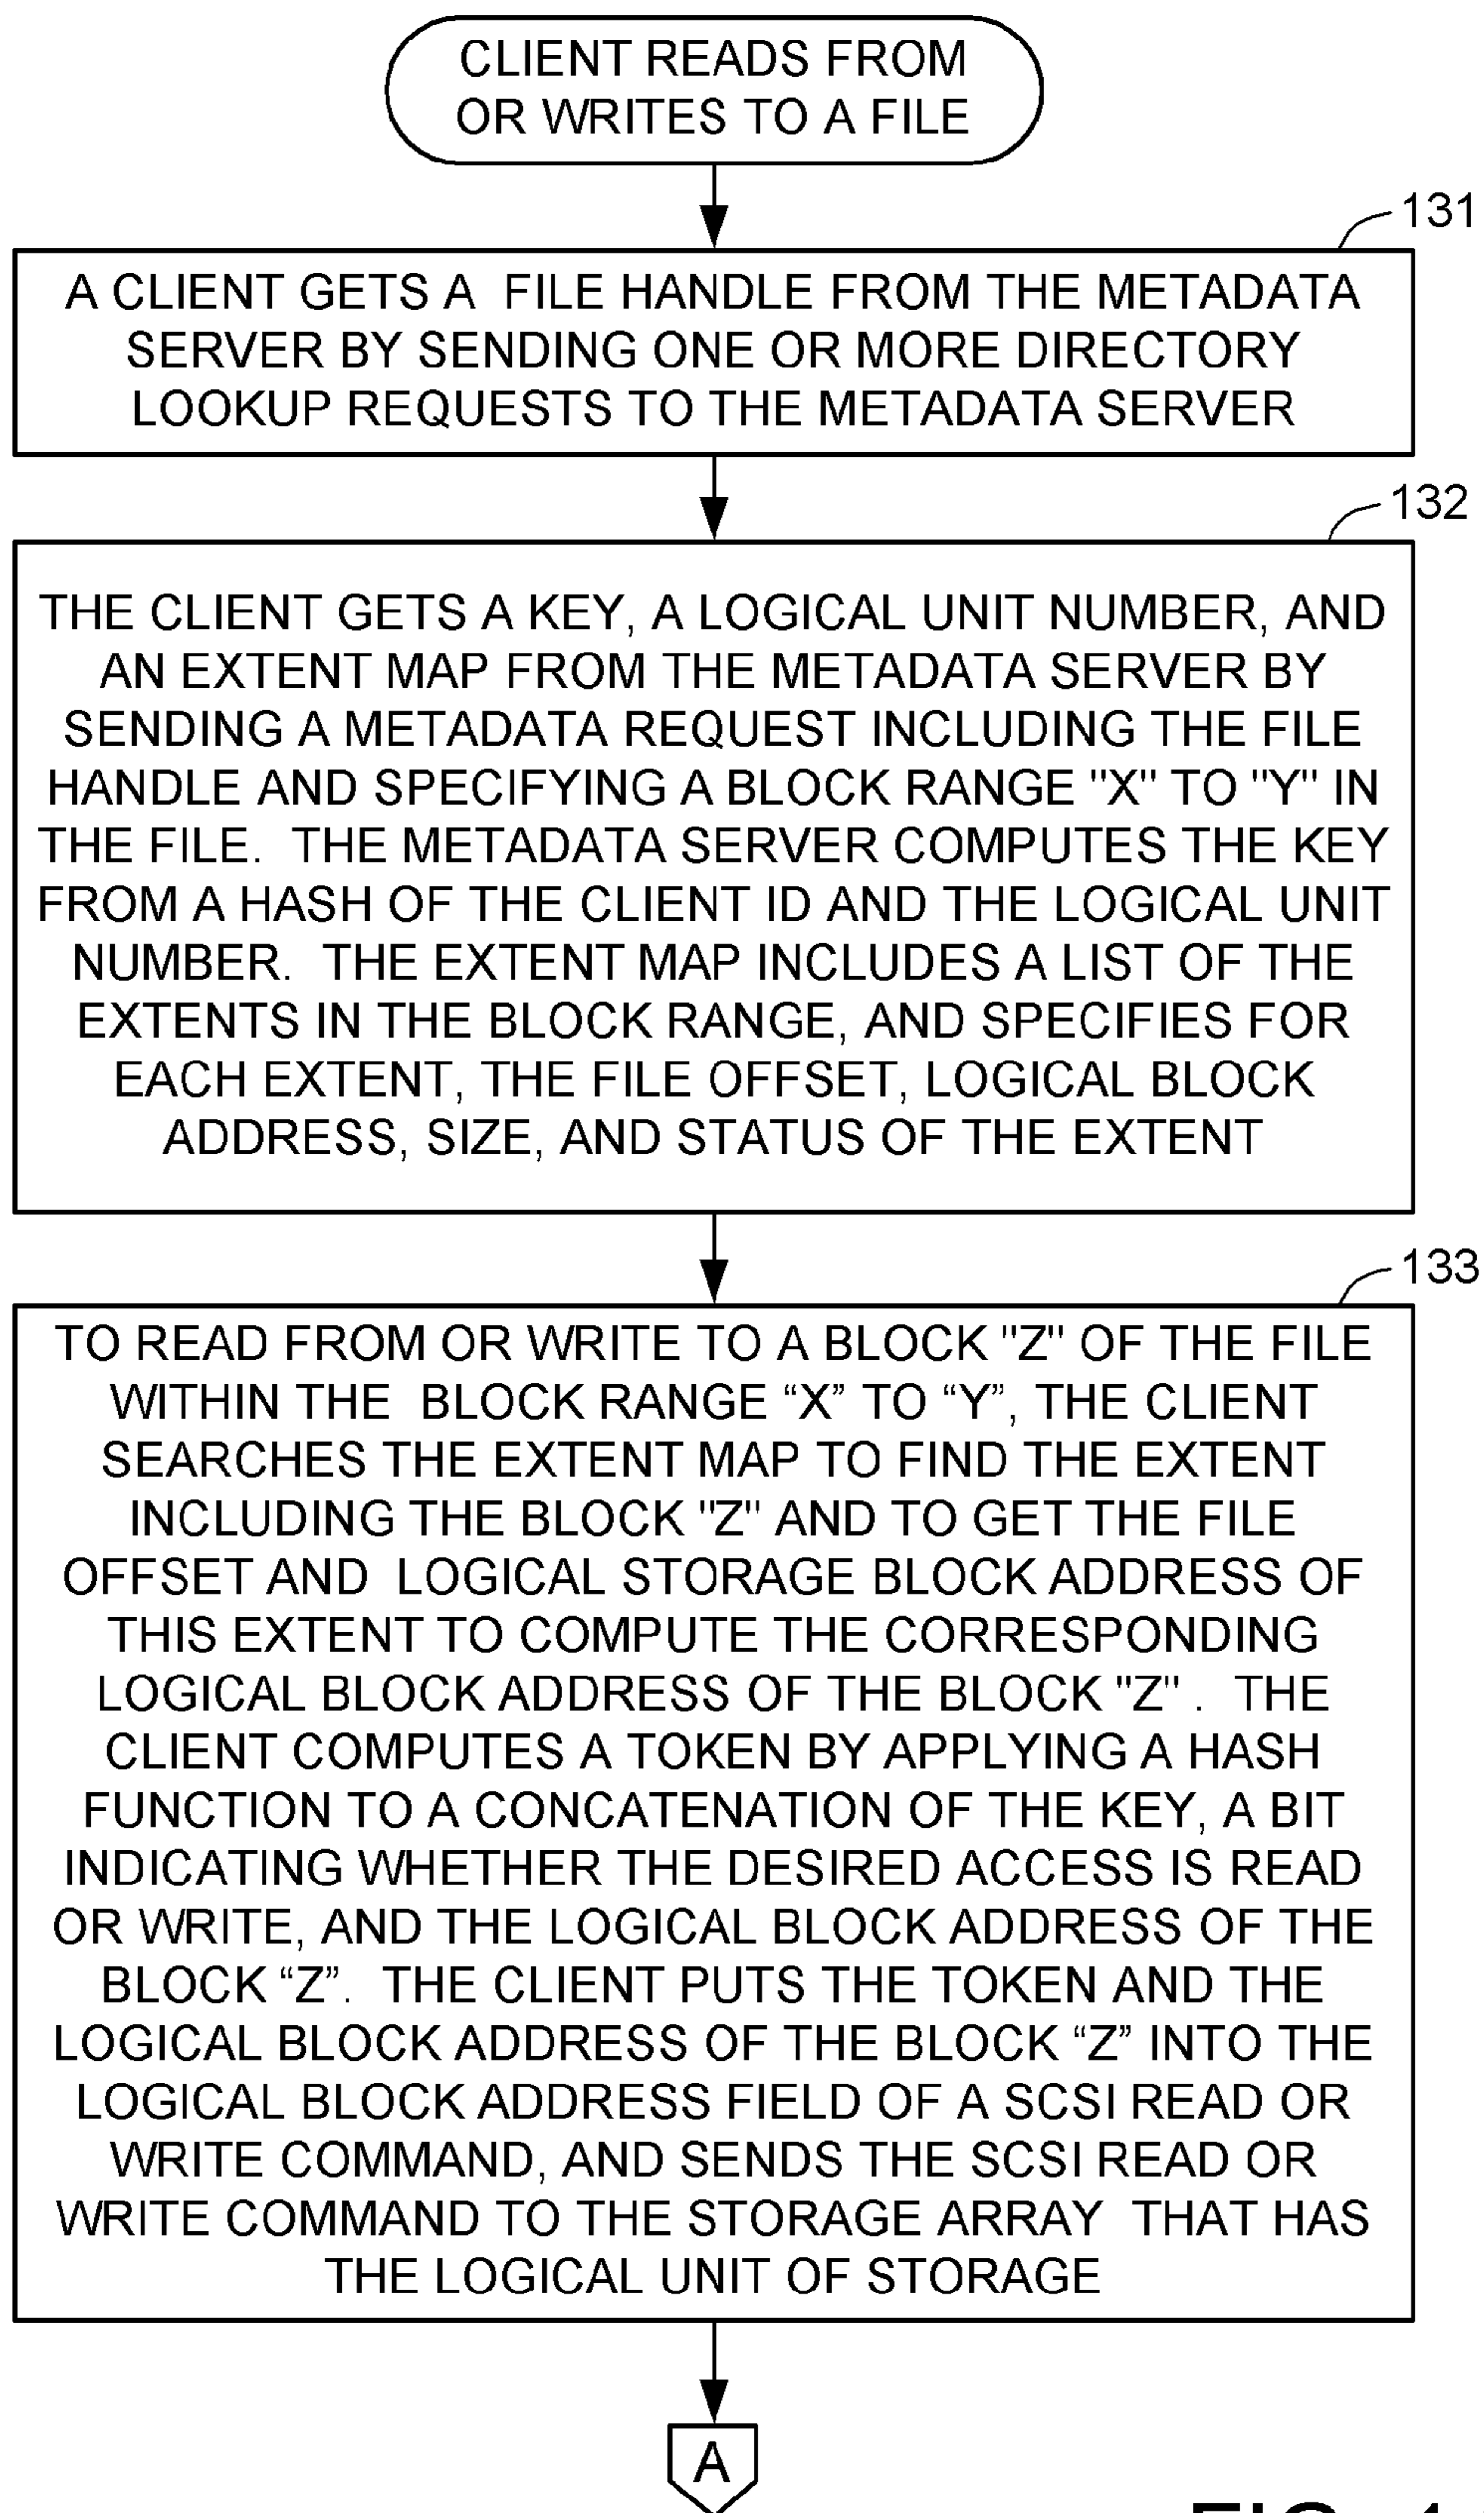 CLIENT READS FROM
OR WRITES TO A FILE
131
A CLIENT GETS A FILE HANDLE FROM THE METADATA
SERVER BY SENDING ONE OR MORE DIRECTORY
LOOKUP REQUESTS TO THE METADATA SERVER
132
THE CLIENT GETS A KEY, A LOGICAL UNIT NUMBER, AND
AN EXTENT MAP FROM THE METADATA SERVER BY
SENDING A METADATA REQUEST INCLUDING THE FILE
HANDLE AND SPECIFYING A BLOCK RANGE "X" TO "Y" IN
THE FILE. THE METADATA SERVER COMPUTES THE KEY
FROM A HASH OF THE CLIENT ID AND THE LOGICAL UNIT
NUMBER. THE EXTENT MAP INCLUDES A LIST OF THE
EXTENTS IN THE BLOCK RANGE, AND SPECIFIES FOR
EACH EXTENT, THE FILE OFFSET, LOGICAL BLOCK
ADDRESS, SIZE, AND STATUS OF THE EXTENT
133
TO READ FROM OR WRITE TO A BLOCK "Z" OF THE FILE
WITHIN THE BLOCK RANGE “X” TO “Y”, THE CLIENT
SEARCHES THE EXTENT MAP TO FIND THE EXTENT
INCLUDING THE BLOCK "Z" AND TO GET THE FILE
OFFSET AND LOGICAL STORAGE BLOCK ADDRESS OF
THIS EXTENT TO COMPUTE THE CORRESPONDING
LOGICAL BLOCK ADDRESS OF THE BLOCK "Z" . THE
CLIENT COMPUTES A TOKEN BY APPLYING A HASH
FUNCTION TO A CONCATENATION OF THE KEY, A BIT
INDICATING WHETHER THE DESIRED ACCESS IS READ
OR WRITE, AND THE LOGICAL BLOCK ADDRESS OF THE
BLOCK “Z”. THE CLIENT PUTS THE TOKEN AND THE
LOGICAL BLOCK ADDRESS OF THE BLOCK “Z” INTO THE
LOGICAL BLOCK ADDRESS FIELD OF A SCSI READ OR
WRITE COMMAND, AND SENDS THE SCSI READ OR
WRITE COMMAND TO THE STORAGE ARRAY THAT HAS
THE LOGICAL UNIT OF STORAGE
A